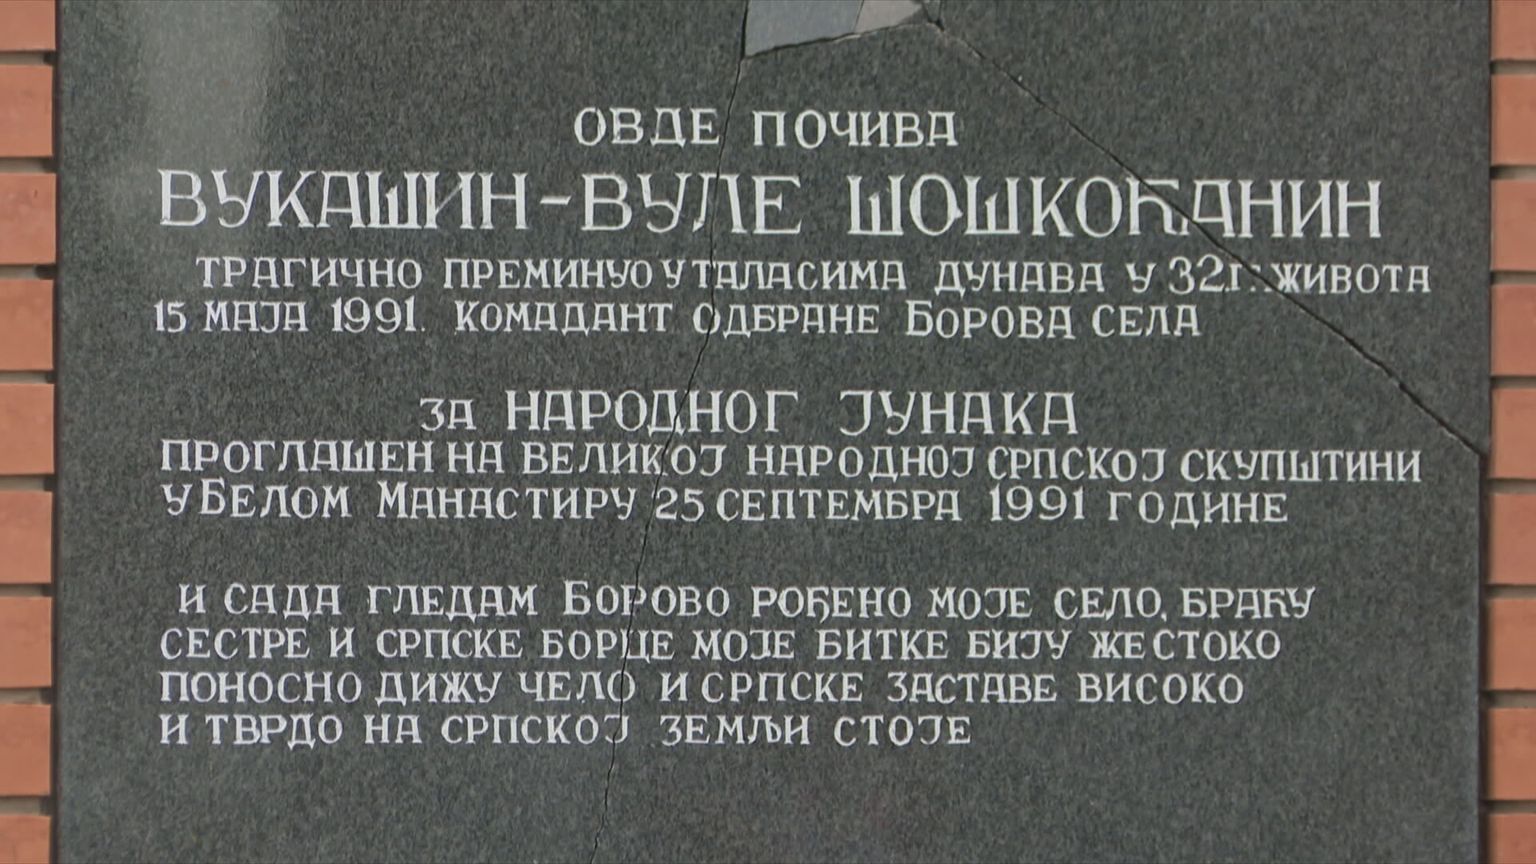 ОВДЕ ПОЧИВА
ВУКАШИН-ВУЛЕ ШОШКОЋАНИН
ТРАГИЧНО ПРЕМИНУО У ТАЛАСИМА ДУНАВА У 32.Г. ЖИВОТА
15 МАЈА 1991. КОМАДАНТ ОДБРАНЕ БОРОВА СЕЛА
ЗА НАРОДНОГ ЈУНАКА
ПРОГЛАШЕН НА ВЕЛИКОЈ НАРОДНОЈ СРПСКОЈ СКУПШТИНИ
У БЕЛОМ МАНАСТИРУ 25 СЕПТЕМБРА 1991 ГОДИНЕ
И САДА ГЛЕДАМ БОРОВО РОЂЕНО МОЈЕ СЕЛО, БРАЋУ
СЕСТРЕ И СРПСКЕ БОРЦЕ МОЈЕ БИТКЕ БИЈУ ЖЕСТОКО
ПОНОСНО ДИЖУ ЧЕЛО И СРПСКЕ ЗАСТАВЕ ВИСОКО
И ТВРДО НА СРПСКОЈ ЗЕМЉИ СТОЈЕ